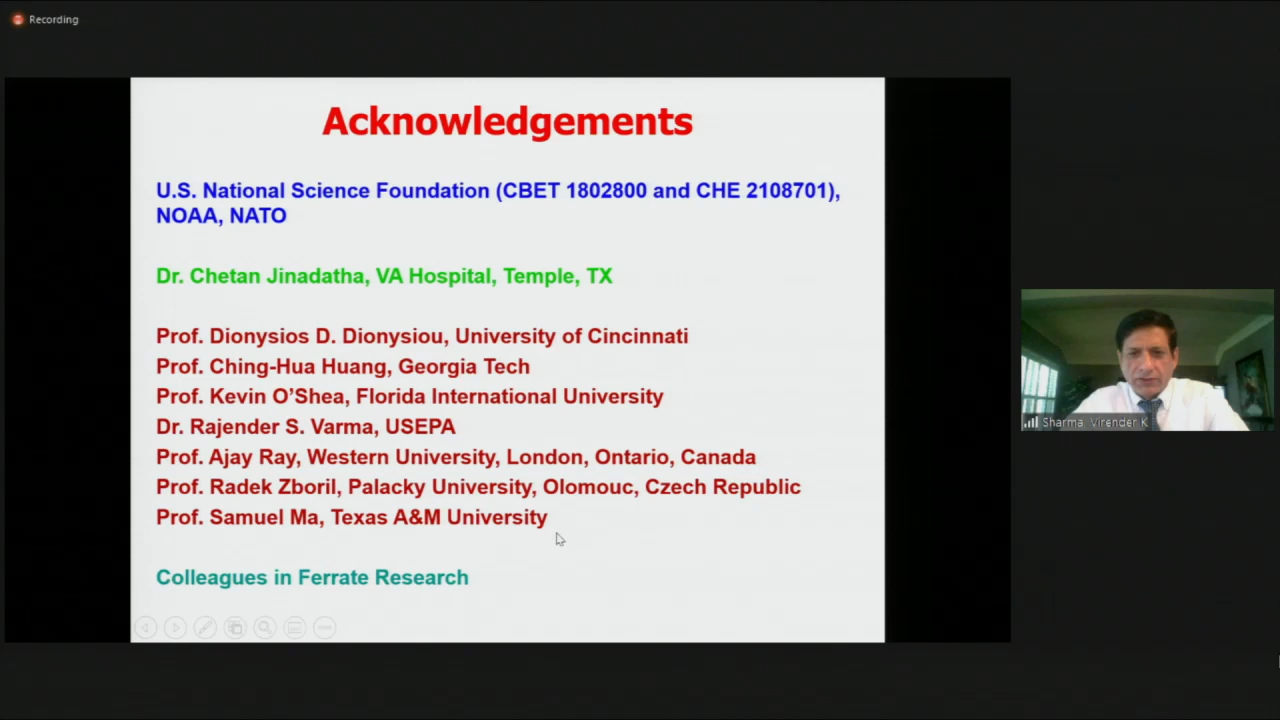 Recording
Acknowledgements
U.S. National Science Foundation (CBET 1802800 and CHE 2108701),
NOAA, NATO
Dr. Chetan Jinadatha, VA Hospital, Temple, TX
Prof. Dionysios D. Dionysiou, University of Cincinnati
Prof. Ching-Hua Huang, Georgia Tech
Prof. Kevin O’Shea, Florida International University
Dr. Rajender S. Varma, USEPA
Prof. Ajay Ray, Western University, London, Ontario, Canada
Prof. Radek Zboril, Palacky University, Olomouc, Czech Republic
Prof. Samuel Ma, Texas A&M University
Colleagues in Ferrate Research
Sharma, Virender K